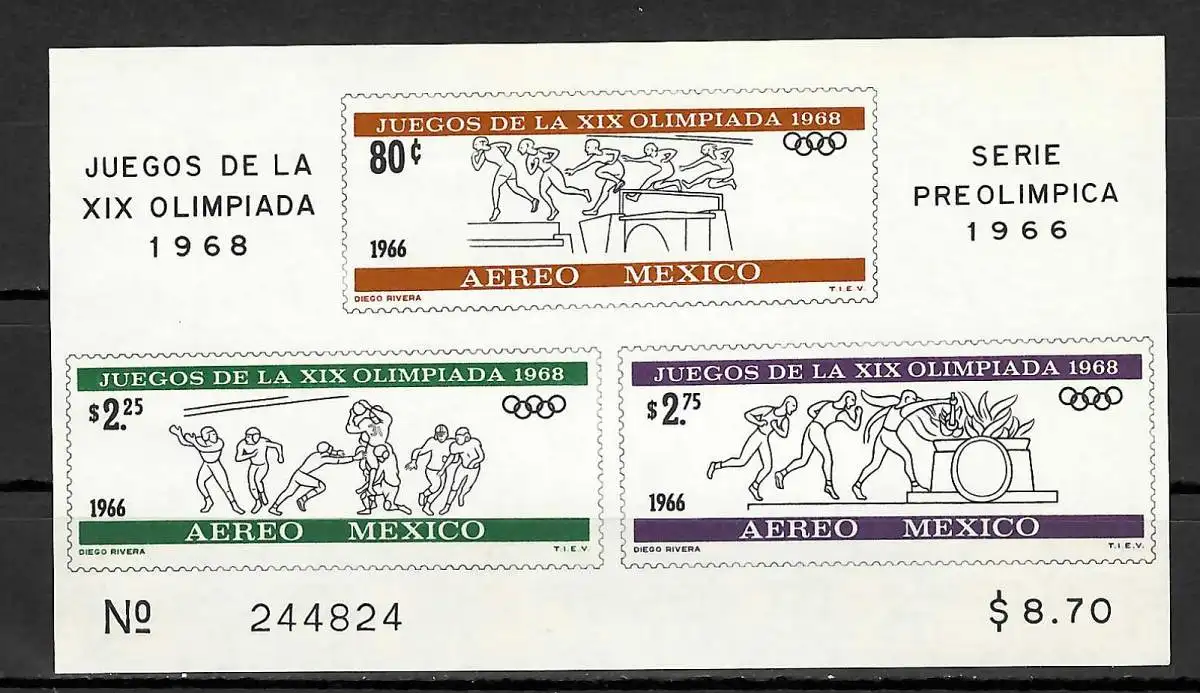 JUEGOS DE LA
XIX OLIMPIADA
1968
JUEGOS DE LA XIX OLIMPIADA 1968
80¢
1966
AEREO MEXICO
DIEGO RIVERA
T.I.E.V.
SERIE
PREOLIMPICA
1966
JUEGOS DE LA XIX OLIMPIADA 1968
$2.25
1966
AEREO MEXICO
DIEGO RIVERA
T.I.E.V.
JUEGOS DE LA XIX OLIMPIADA 1968
$2.75
1966
AEREO MEXICO
DIEGO RIVERA
T.I.E.V.
Nº 244824
$8.70